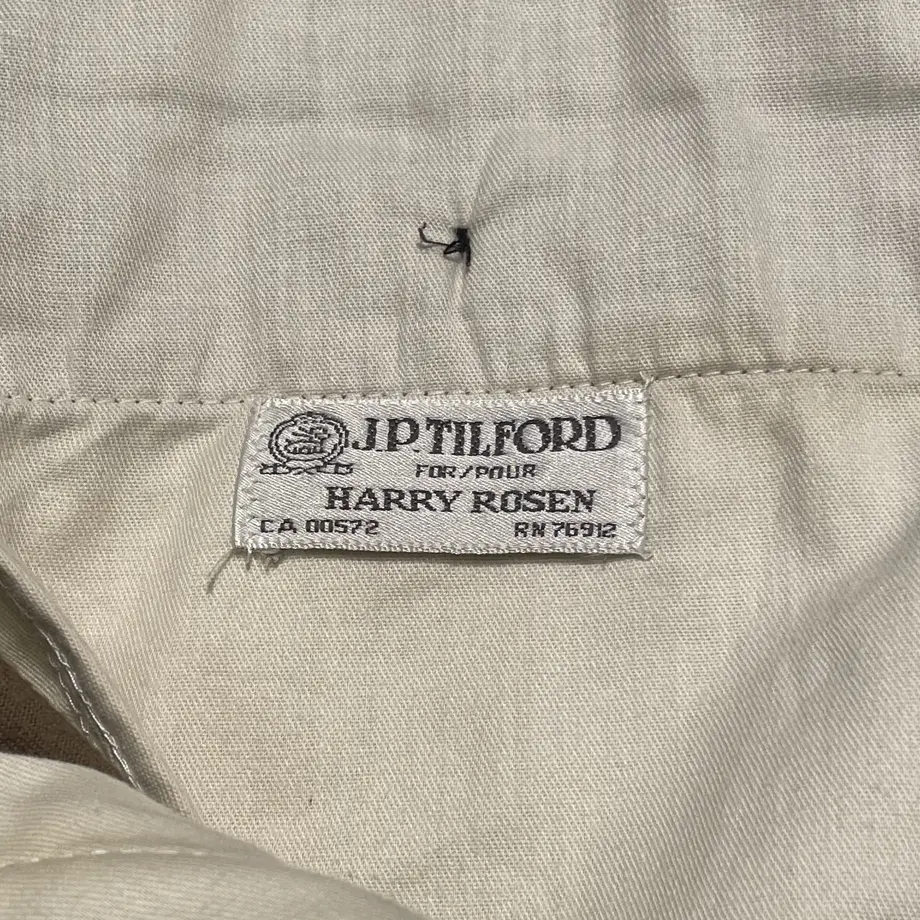 J.P. TILFORD
FOR/POUR
HARRY ROSEN
CA 00572 RN 76912